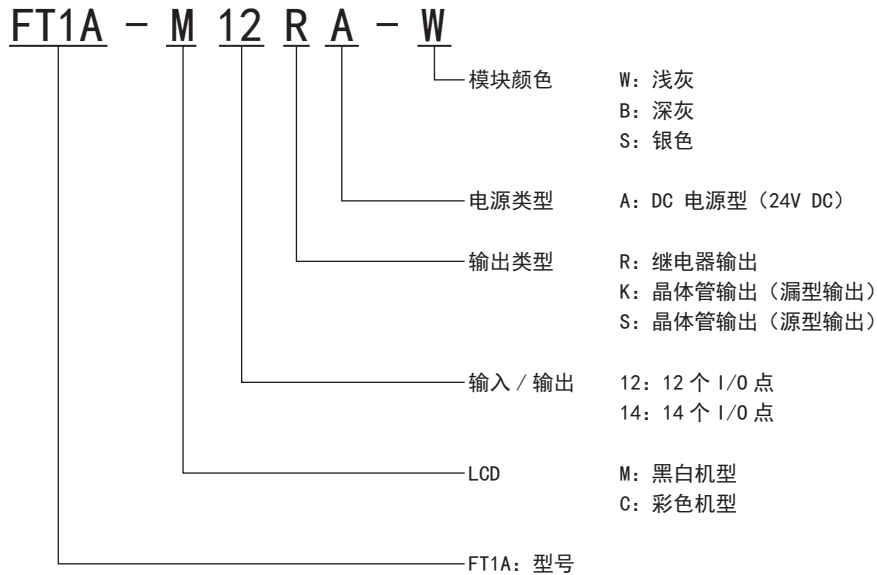 FT1A - M 12 R A - W
模块颜色 W: 浅灰
B: 深灰
S: 银色
电源类型 A: DC 电源型（24V DC）
输出类型 R: 继电器输出
K: 晶体管输出（漏型输出）
S: 晶体管输出（源型输出）
输入 / 输出 12: 12 个 I/O 点
14: 14 个 I/O 点
LCD M: 黑白机型
C: 彩色机型
FT1A: 型号